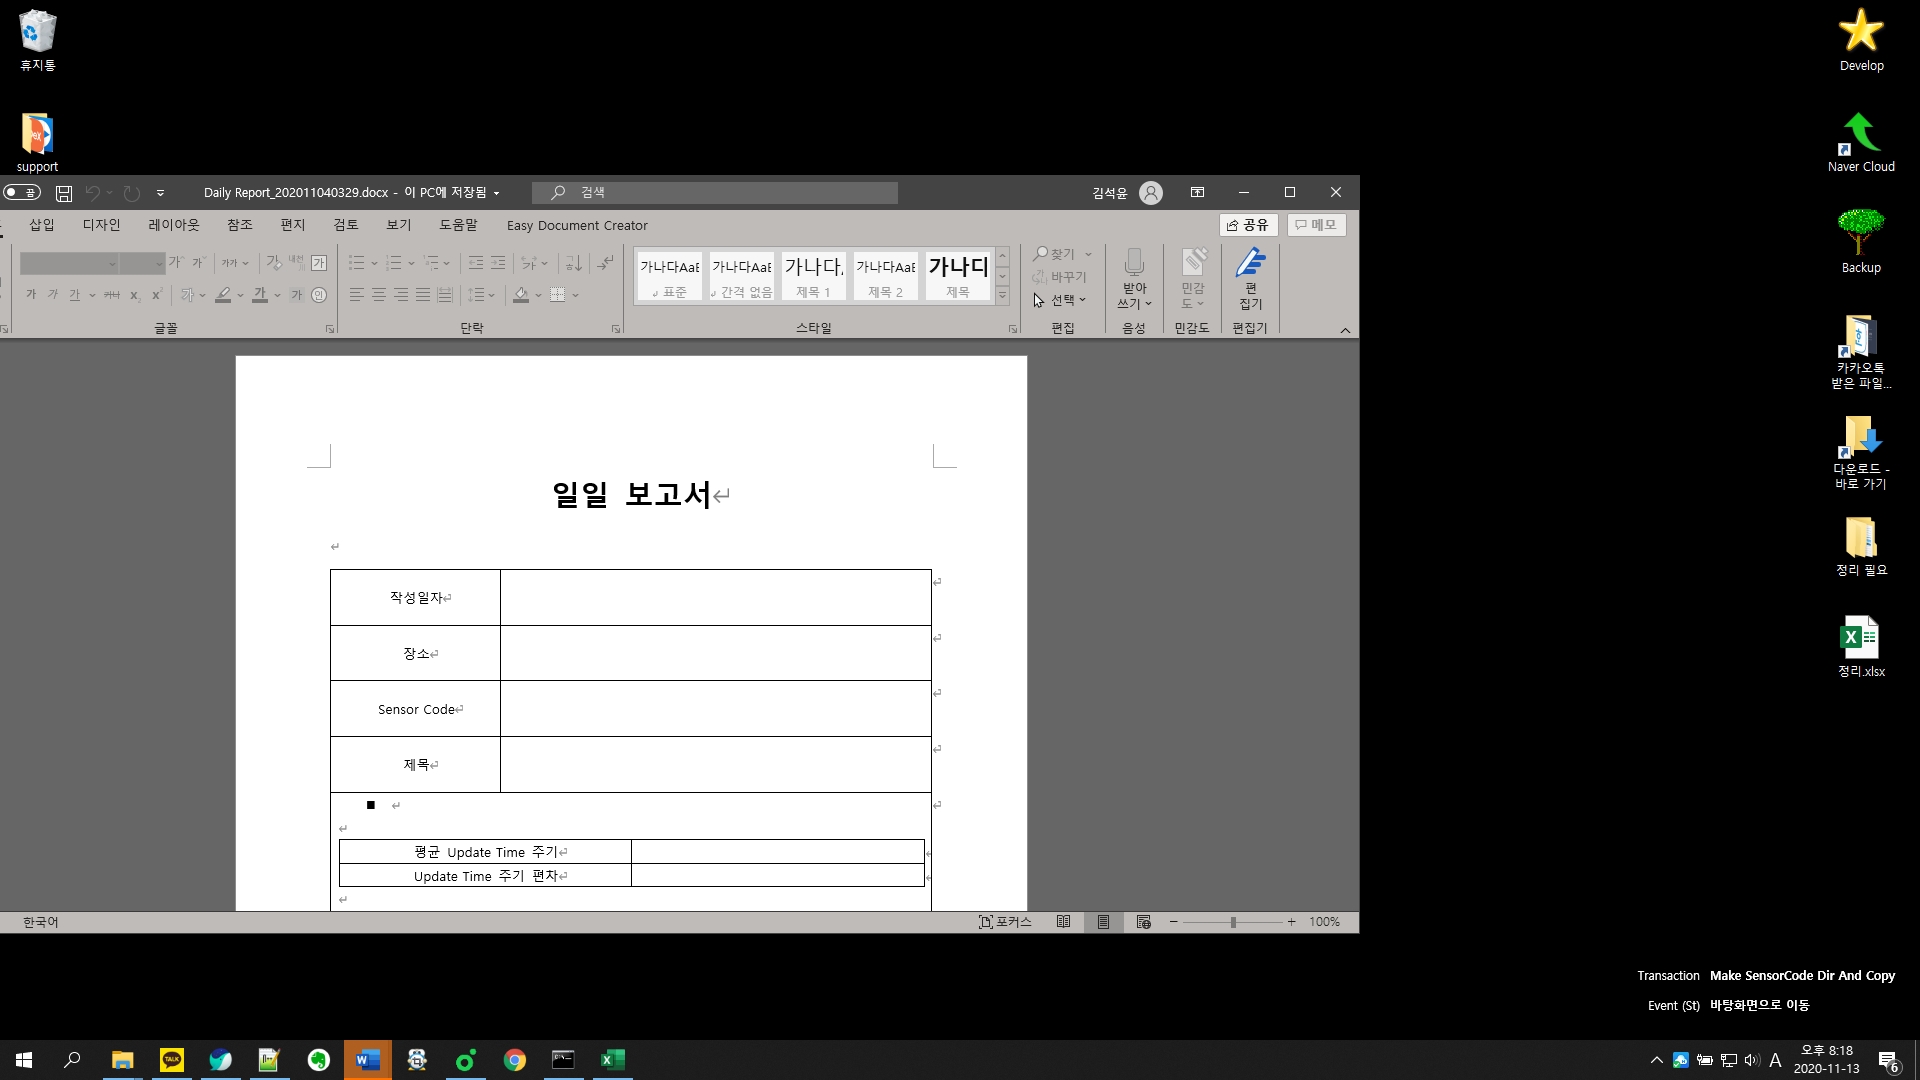 휴지통
support
Develop
Naver Cloud
Backup
카카오톡
받은 파일...
다운로드 -
바로 가기
정리 필요
정리.xlsx
끔
Daily Report_202011040329.docx - 이 PC에 저장됨
검색
김석윤
삽입 디자인 레이아웃 참조 편지 검토 보기 도움말 Easy Document Creator
공유 메모
가나다AaE 가나다AaE 가나다 가나다AaE 가나디
표준 간격 없음 제목 1 제목 2 제목
찾기
바꾸기
선택
받아
쓰기
민감
도
편
집기
글꼴 단락 스타일 편집 음성 민감도 편집기
일일 보고서
작성일자
장소
Sensor Code
제목
평균 Update Time 주기
Update Time 주기 편차
한국어 포커스 100%
Transaction Make SensorCode Dir And Copy
Event (St) 바탕화면으로 이동
TALK
A
오후 8:18
2020-11-13
6